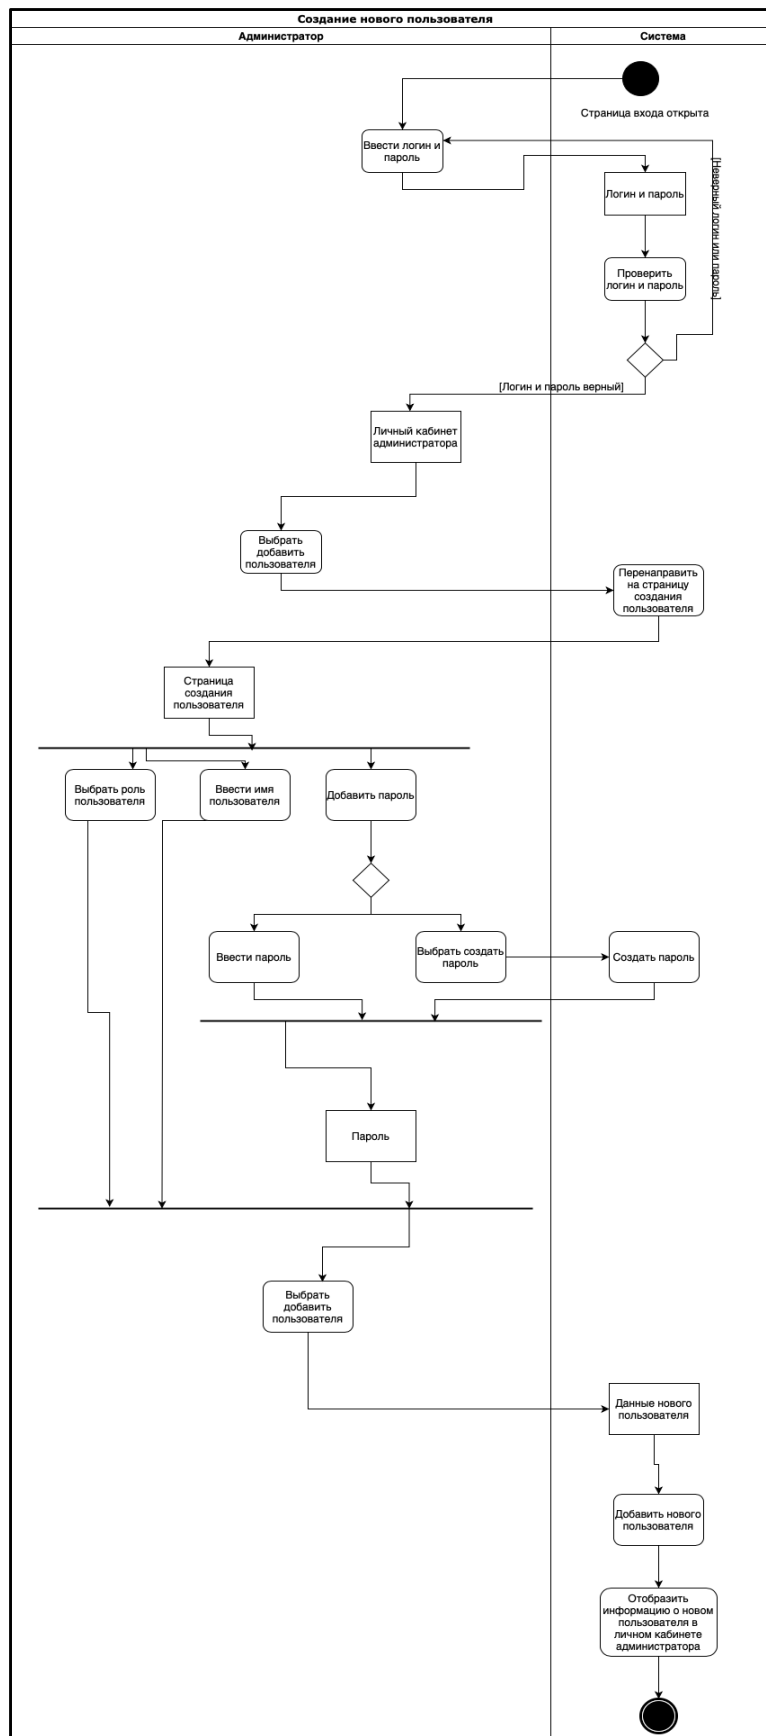 Создание нового пользователя
Администратор
Система
Страница входа открыта
Ввести логин и
пароль
[Неверный логин или пароль]
Логин и пароль
Проверить
логин и пароль
[Логин и пароль верный]
Личный кабинет
администратора
Выбрать
добавить
пользователя
Перенаправить
на страницу
создания
пользователя
Страница
создания
пользователя
Выбрать роль
пользователя
Ввести имя
пользователя
Добавить пароль
Ввести пароль
Выбрать создать
пароль
Создать пароль
Пароль
Выбрать
добавить
пользователя
Данные нового
пользователя
Добавить нового
пользователя
Отобразить
информацию о новом
пользователя в
личном кабинете
администратора